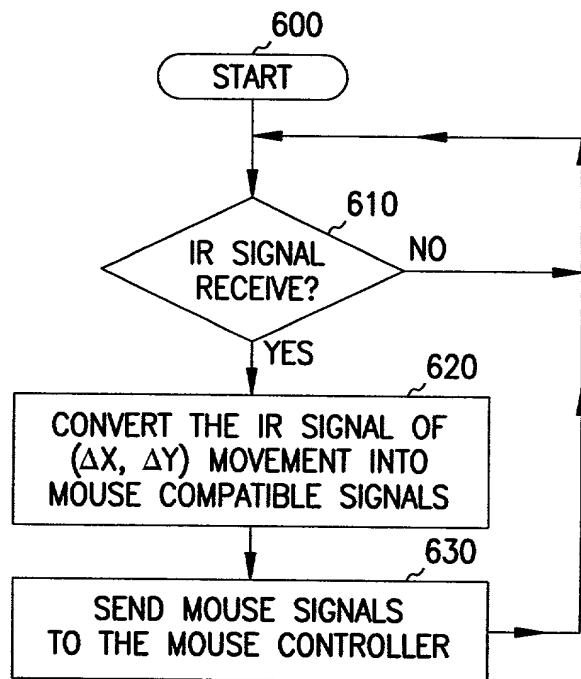 600
START
610
IR SIGNAL
RECEIVE?
NO
YES
620
CONVERT THE IR SIGNAL OF
(ΔX, ΔY) MOVEMENT INTO
MOUSE COMPATIBLE SIGNALS
630
SEND MOUSE SIGNALS
TO THE MOUSE CONTROLLER